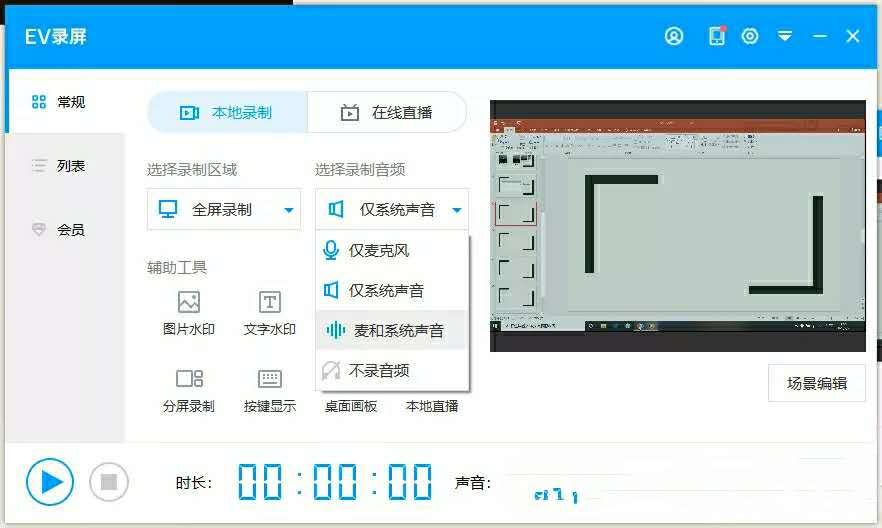 EV录屏
常规
列表
会员
本地录制
在线直播
选择录制区域
选择录制音频
全屏录制
仅系统声音
仅麦克风
仅系统声音
麦和系统声音
不录音频
辅助工具
图片水印
文字水印
分屏录制
按键显示
桌面画板
本地直播
场景编辑
时长：
00:00:00
声音：